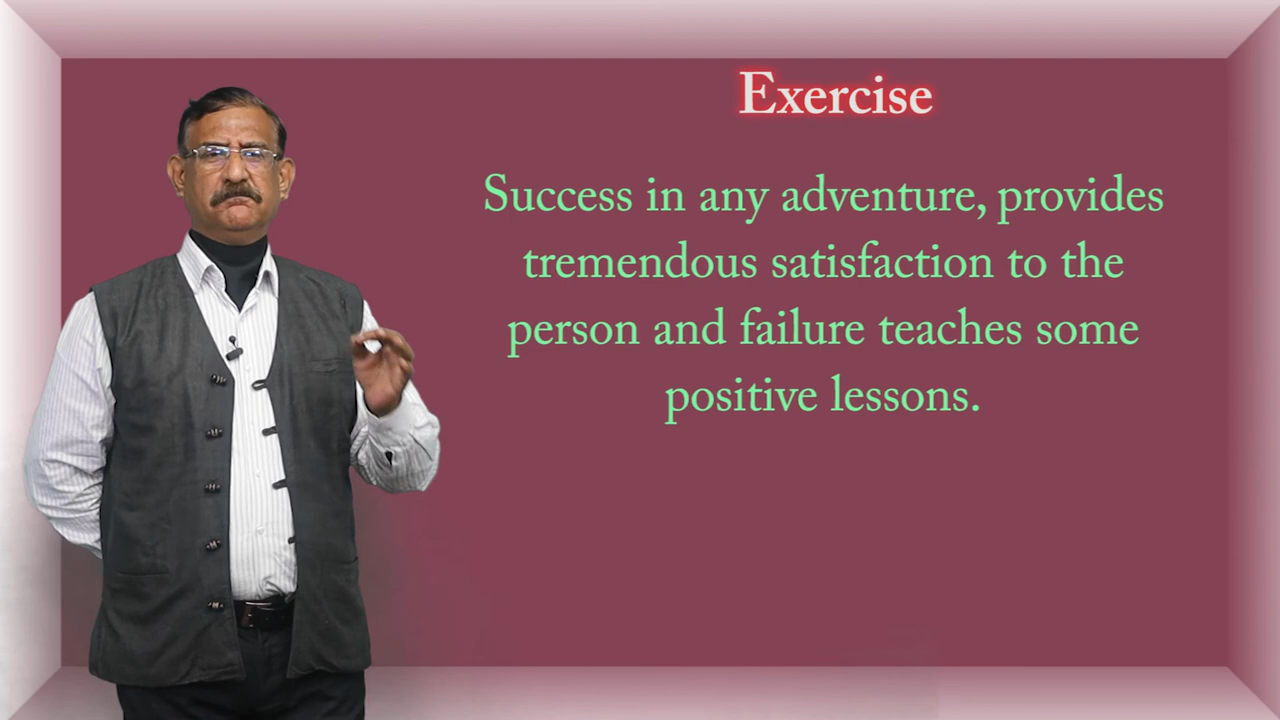 Exercise
Success in any adventure, provides
tremendous satisfaction to the
person and failure teaches some
positive lessons.